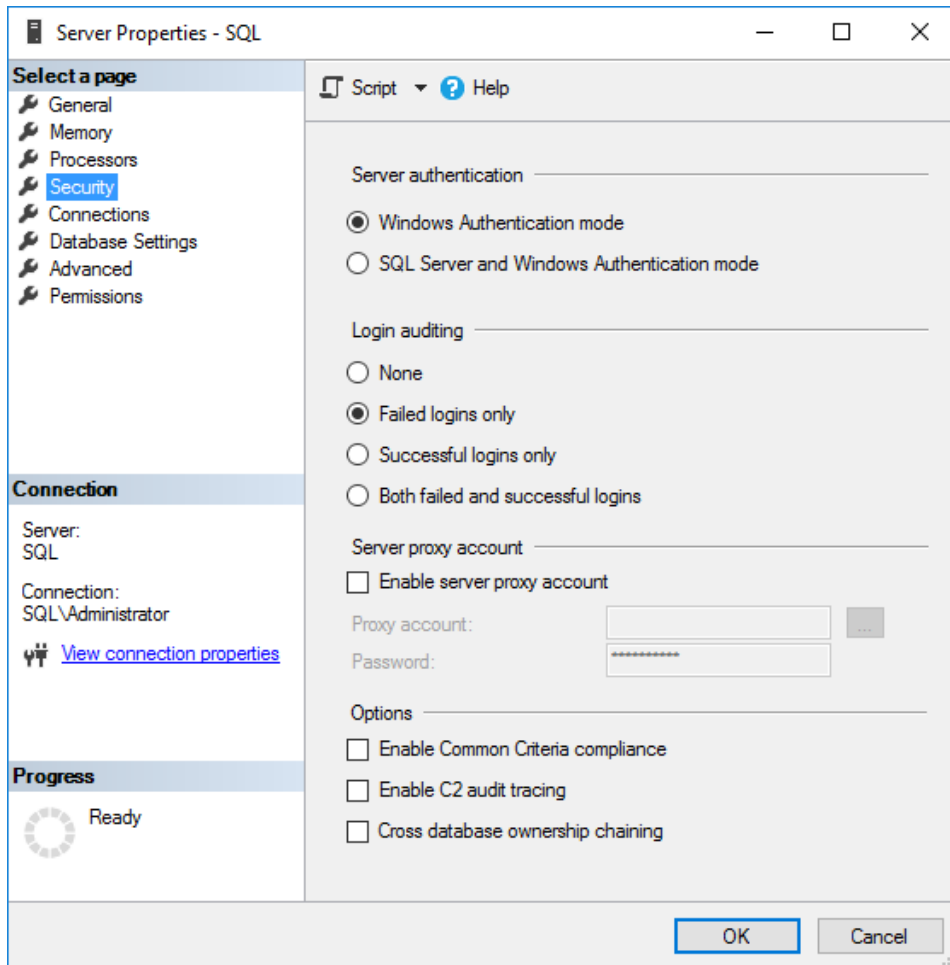 Server Properties - SQL
Select a page
General
Memory
Processors
Security
Connections
Database Settings
Advanced
Permissions
Connection
Server:
SQL
Connection:
SQL\Administrator
View connection properties
Progress
Ready
Script
Help
Server authentication
Windows Authentication mode
SQL Server and Windows Authentication mode
Login auditing
None
Failed logins only
Successful logins only
Both failed and successful logins
Server proxy account
Enable server proxy account
Proxy account:
...
Password:
**********
Options
Enable Common Criteria compliance
Enable C2 audit tracing
Cross database ownership chaining
OK
Cancel